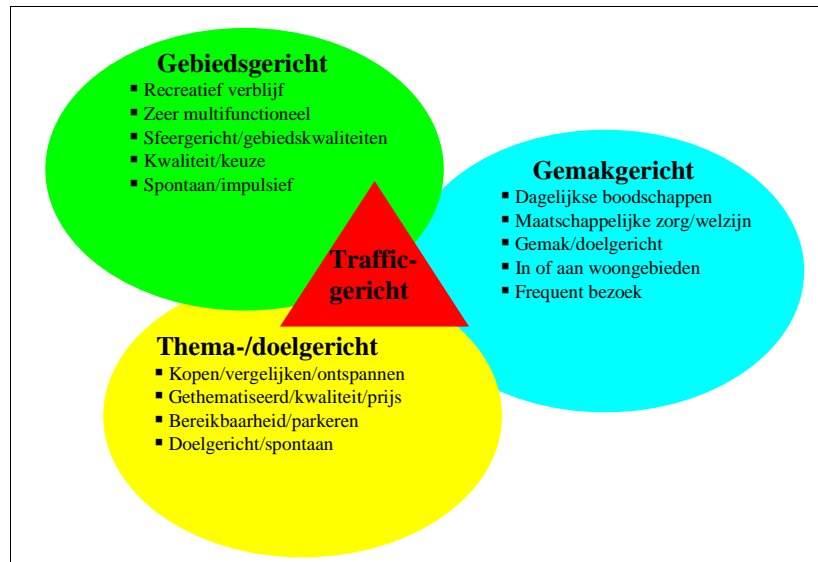 Gebiedsgericht
▪ Recreatief verblijf
▪ Zeer multifunctioneel
▪ Sfeergericht/gebiedskwaliteiten
▪ Kwaliteit/keuze
▪ Spontaan/impulsief
Gemakgericht
▪ Dagelijkse boodschappen
▪ Maatschappelijke zorg/welzijn
▪ Gemak/doelgericht
▪ In of aan woongebieden
▪ Frequent bezoek
Traffic-
gericht
Thema-/doelgericht
▪ Kopen/vergelijken/ontspannen
▪ Gethematiseerd/kwaliteit/prijs
▪ Bereikbaarheid/parkeren
▪ Doelgericht/spontaan